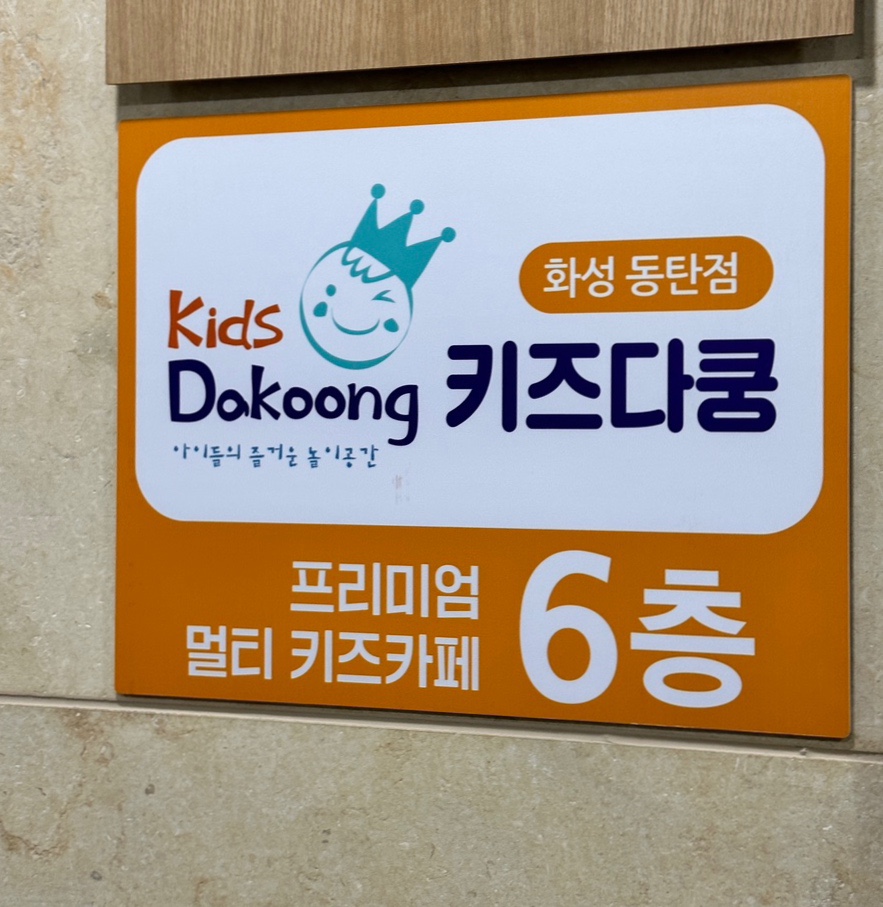 Kids
Dakoong
아이들의 즐거운 놀이공간
화성 동탄점
키즈다쿵
프리미엄
멀티 키즈카페
6층